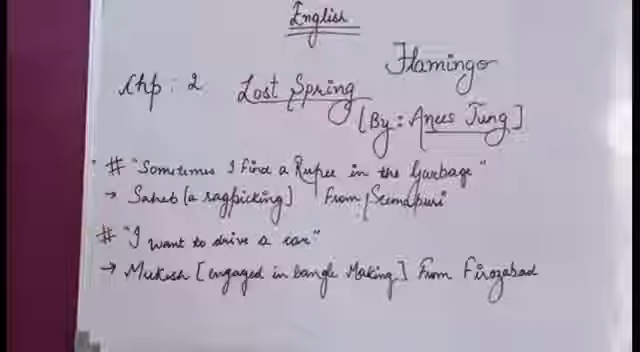 English
Flamingo
Chp : 2 Lost Spring
[By : Anees Jung]
# "Sometimes I find a Rupee in the Garbage"
→ Saheb (a ragpicking) From Seemapuri
# "I want to drive a car"
→ Mukesh [engaged in bangle Making] From Firozabad